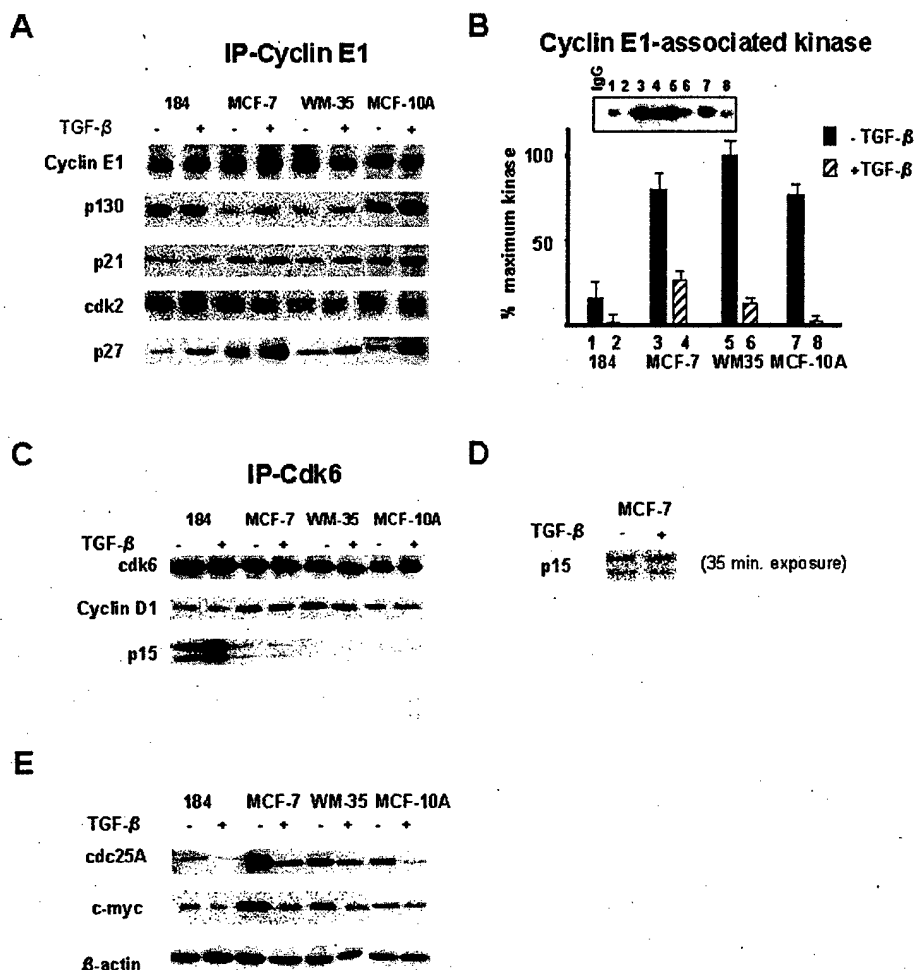 A
IP-Cyclin E1
184 MCF-7 WM-35 MCF-10A
TGF-β - + - + - + - +
Cyclin E1
p130
p21
cdk2
p27
B
Cyclin E1-associated kinase
IgG 1 2 3 4 5 6 7 8
- TGF-β
+TGF-β
% maximum kinase
100
50
1 2 3 4 5 6 7 8
184 MCF-7 WM35 MCF-10A
C
IP-Cdk6
184 MCF-7 WM-35 MCF-10A
TGF-β - + - + - + - +
cdk6
Cyclin D1
p15
D
MCF-7
TGF-β - +
p15 (35 min. exposure)
E
184 MCF-7 WM-35 MCF-10A
TGF-β - + - + - + - +
cdc25A
c-myc
β-actin